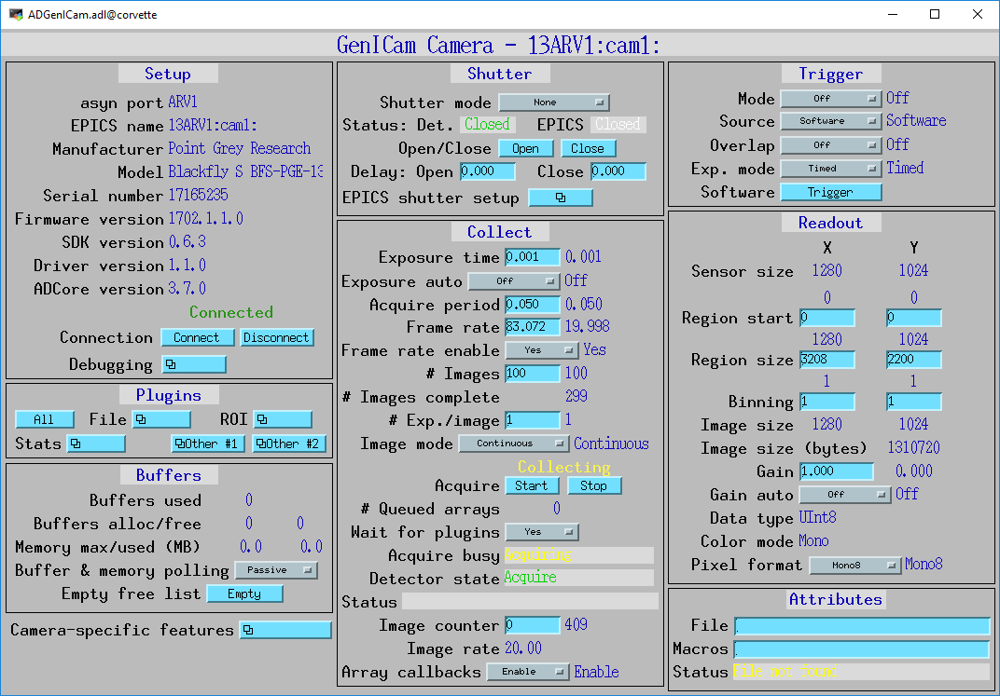 ADGenICam.adl@corvette
GenICam Camera - 13ARV1:cam1:
Setup
asyn port ARV1
EPICS name 13ARV1:cam1:
Manufacturer Point Grey Research
Model Blackfly S BFS-PGE-13
Serial number 17165235
Firmware version 1702.1.1.0
SDK version 0.6.3
Driver version 1.1.0
ADCore version 3.7.0
Connected
Connection Connect Disconnect
Debugging
Plugins
All File ROI
Stats Other #1 Other #2
Buffers
Buffers used 0
Buffers alloc/free 0 0
Memory max/used (MB) 0.0 0.0
Buffer & memory polling Passive
Empty free list Empty
Camera-specific features
Shutter
Shutter mode None
Status: Det. Closed EPICS Closed
Open/Close Open Close
Delay: Open 0.000 Close 0.000
EPICS shutter setup
Collect
Exposure time 0.001 0.001
Exposure auto Off Off
Acquire period 0.050 0.050
Frame rate 83.072 19.998
Frame rate enable Yes Yes
# Images 100 100
# Images complete 299
# Exp./image 1 1
Image mode Continuous Continuous
Collecting
Acquire Start Stop
# Queued arrays 0
Wait for plugins Yes
Acquire busy Acquiring
Detector state Acquire
Status
Image counter 0 409
Image rate 20.00
Array callbacks Enable Enable
Trigger
Mode Off Off
Source Software Software
Overlap Off Off
Exp. mode Timed Timed
Software Trigger
Readout
X Y
Sensor size 1280 1024
0 0
Region start 0 0
1280 1024
Region size 3208 2200
1 1
Binning 1 1
Image size 1280 1024
Image size (bytes) 1310720
Gain 1.000 0.000
Gain auto Off Off
Data type UInt8
Color mode Mono
Pixel format Mono8 Mono8
Attributes
File
Macros
Status File not found